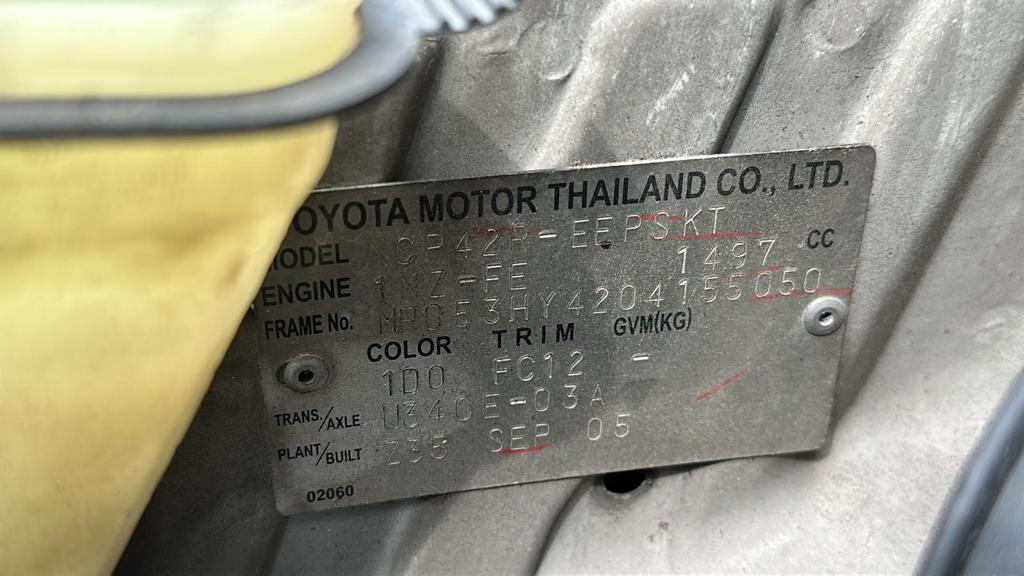 TOYOTA MOTOR THAILAND CO., LTD.
MODEL NCP42R-EEPSKT
ENGINE 1NZ-FE 1497 CC
FRAME No. MR053HY4204155050
COLOR TRIM GVM(KG)
1D0 FC12 -
TRANS./AXLE U340E-03A
PLANT/BUILT Z35 SEP 05
02060